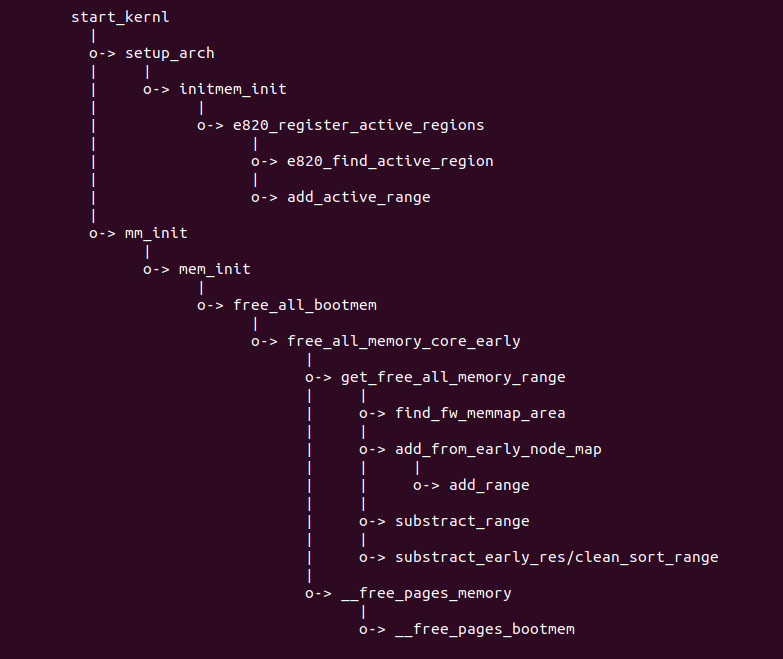 start_kernl
|
o-> setup_arch
|     |
|     o-> initmem_init
|           |
|           o-> e820_register_active_regions
|                 |
|                 o-> e820_find_active_region
|                 |
|                 o-> add_active_range
|
o-> mm_init
      |
      o-> mem_init
            |
            o-> free_all_bootmem
                  |
                  o-> free_all_memory_core_early
                        |
                        o-> get_free_all_memory_range
                        |     |
                        |     o-> find_fw_memmap_area
                        |     |
                        |     o-> add_from_early_node_map
                        |     |     |
                        |     |     o-> add_range
                        |     |
                        |     o-> substract_range
                        |     |
                        |     o-> substract_early_res/clean_sort_range
                        |
                        o-> __free_pages_memory
                              |
                              o-> __free_pages_bootmem